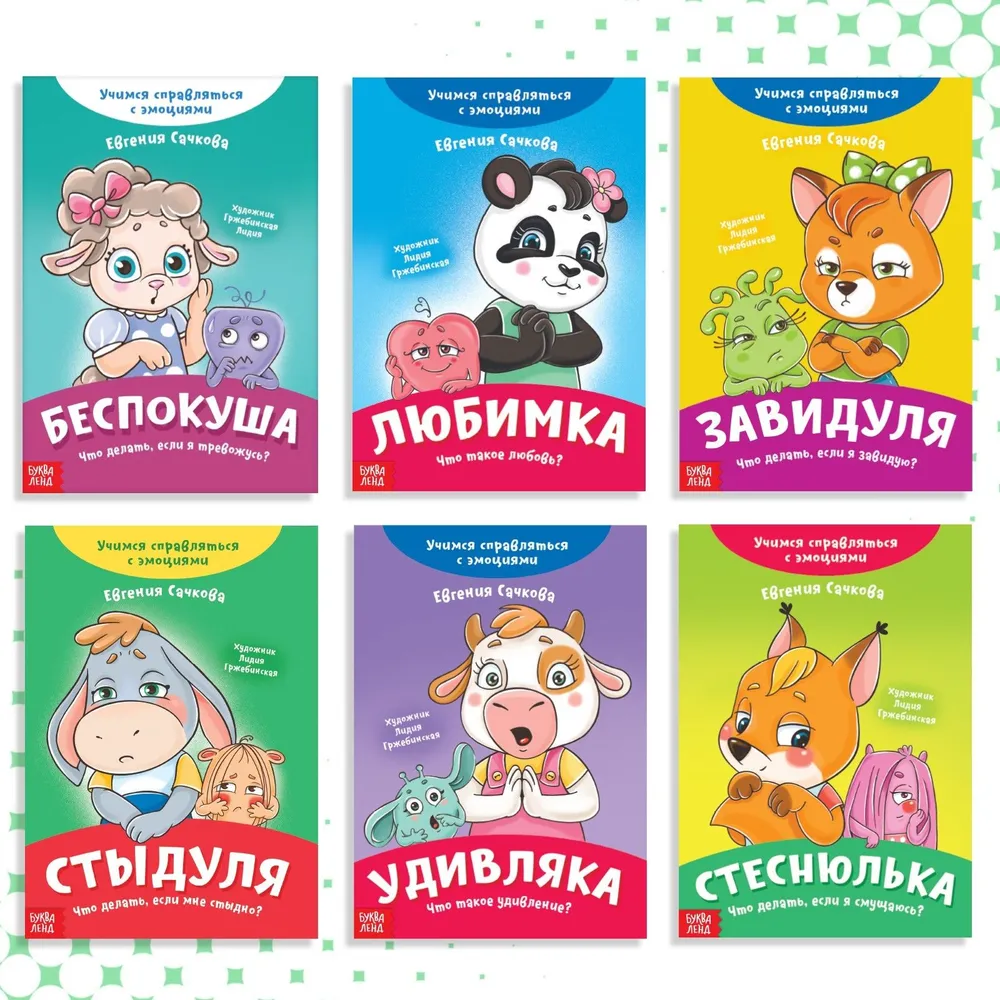 Учимся справляться
с эмоциями
Евгения Сачкова
Художник
Гржебинская
Лидия
БЕСПОКУША
Что делать, если я тревожусь?
БУКВА
ЛЕНД
Учимся справляться
с эмоциями
Евгения Сачкова
Художник
Лидия
Гржебинская
ЛЮБИМКА
Что такое любовь?
БУКВА
ЛЕНД
Учимся справляться
с эмоциями
Евгения Сачкова
Художник
Лидия
Гржебинская
ЗАВИДУЛЯ
Что делать, если я завидую?
БУКВА
ЛЕНД
Учимся справляться
с эмоциями
Евгения Сачкова
Художник
Лидия
Гржебинская
СТЫДУЛЯ
Что делать, если мне стыдно?
БУКВА
ЛЕНД
Учимся справляться
с эмоциями
Евгения Сачкова
Художник
Лидия
Гржебинская
УДИВЛЯКА
Что такое удивление?
БУКВА
ЛЕНД
Учимся справляться
с эмоциями
Евгения Сачкова
Художник
Лидия
Гржебинская
СТЕСНЮЛЬКА
Что делать, если я смущаюсь?
БУКВА
ЛЕНД